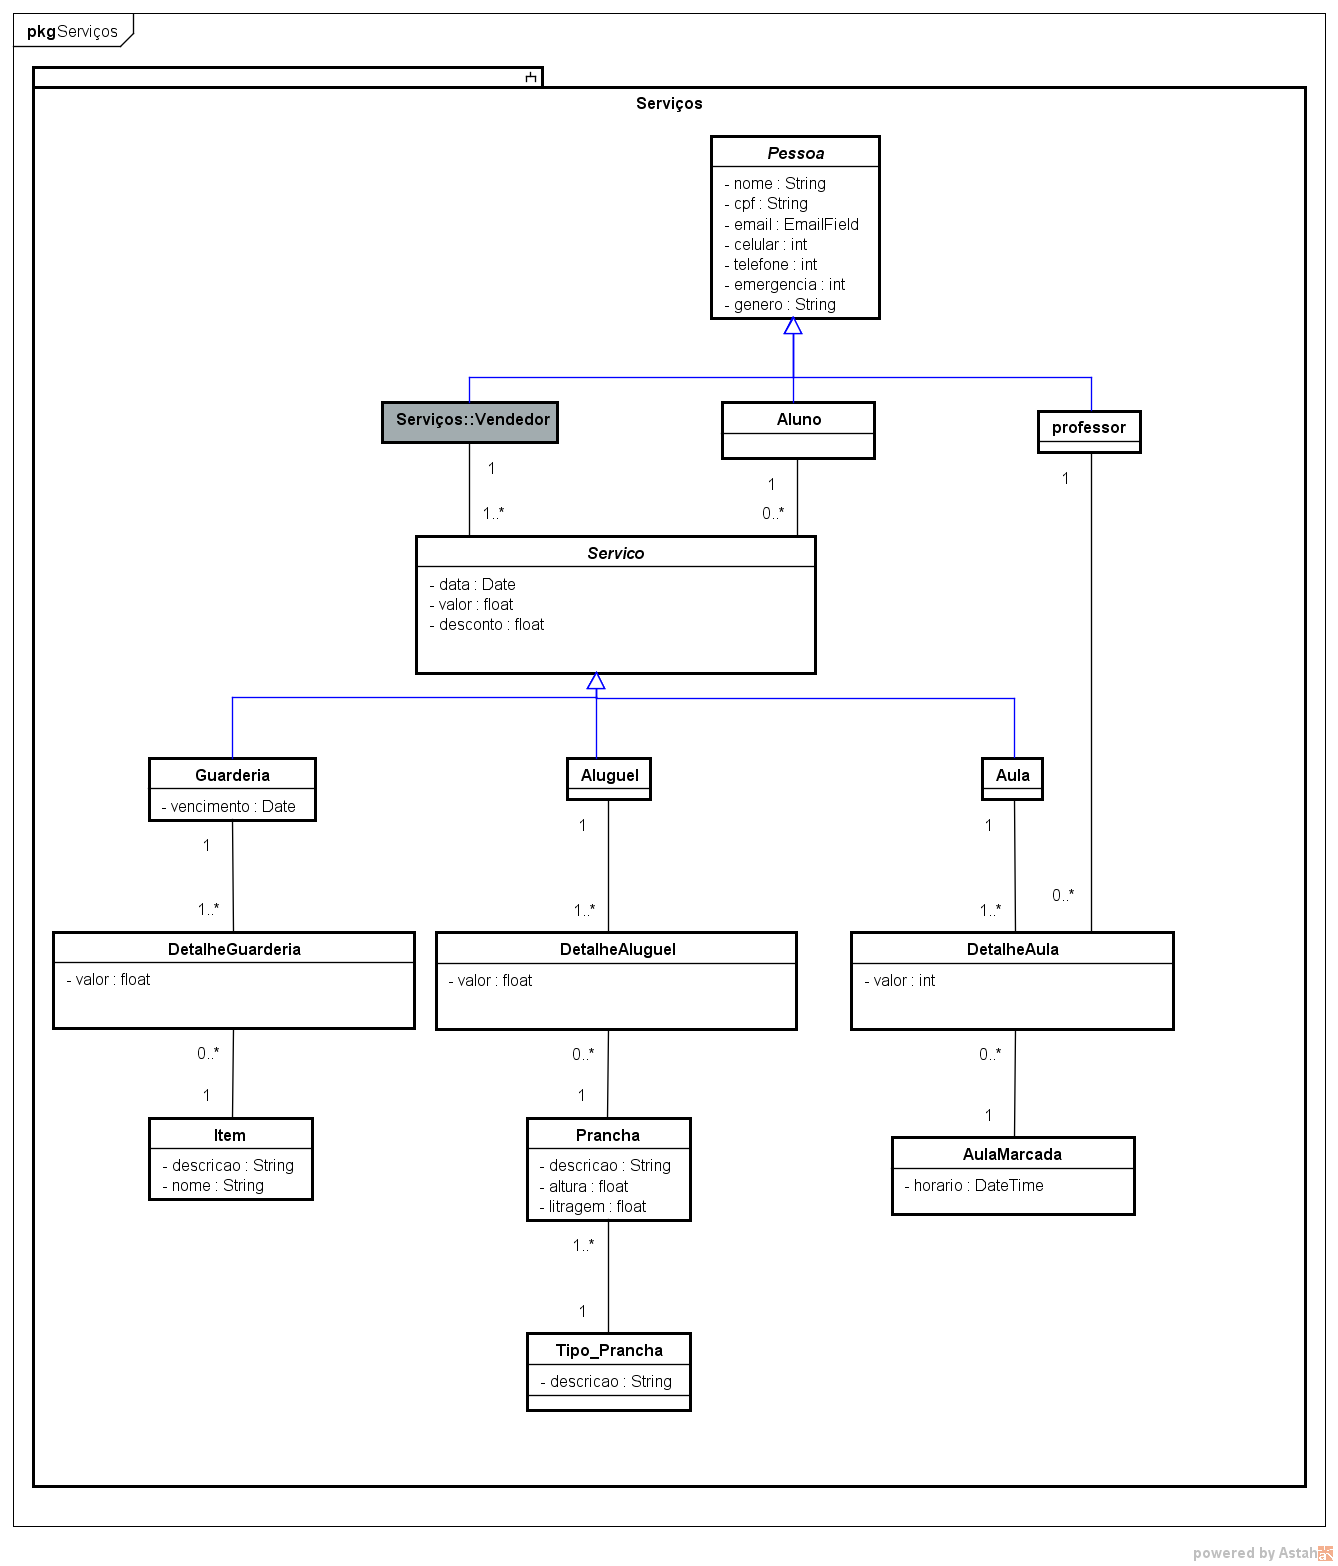 pkg Serviços
Serviços
Pessoa
- nome : String
- cpf : String
- email : EmailField
- celular : int
- telefone : int
- emergencia : int
- genero : String
Serviços::Vendedor
Aluno
professor
1
1
1
1..*
0..*
Servico
- data : Date
- valor : float
- desconto : float
Guarderia
- vencimento : Date
Aluguel
Aula
1
1
1
1..*
1..*
1..*
0..*
DetalheGuarderia
- valor : float
DetalheAluguel
- valor : float
DetalheAula
- valor : int
0..*
0..*
0..*
1
1
1
Item
- descricao : String
- nome : String
Prancha
- descricao : String
- altura : float
- litragem : float
AulaMarcada
- horario : DateTime
1..*
1
Tipo_Prancha
- descricao : String
powered by Astah